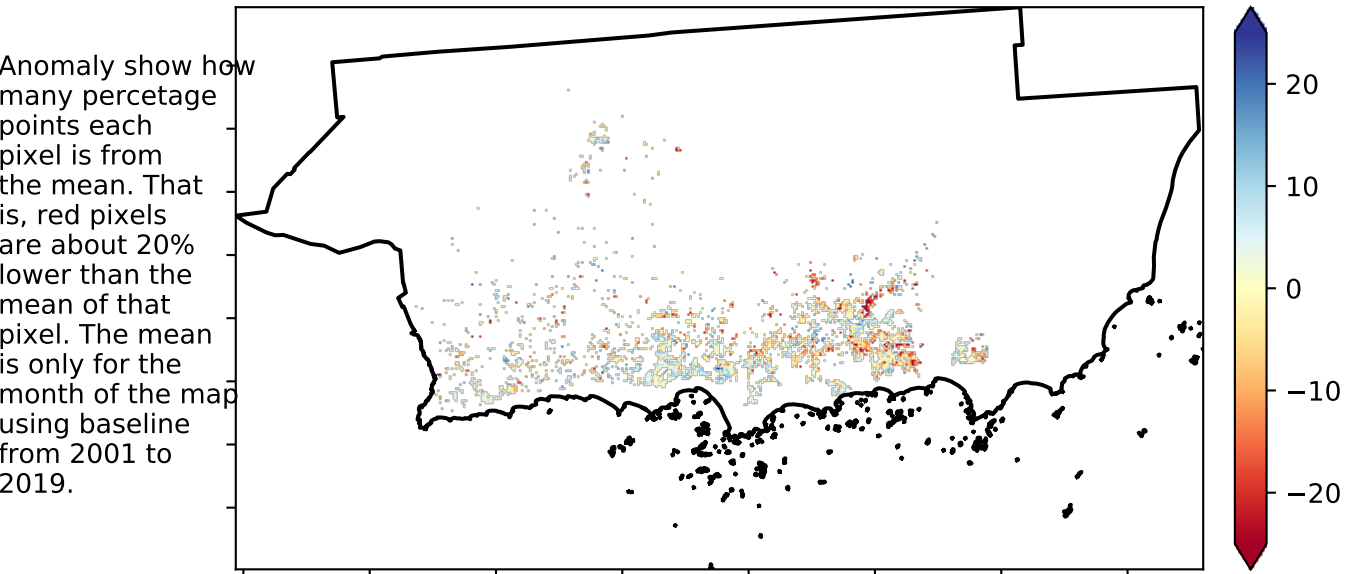 Anomaly show how
many percetage
points each
pixel is from
the mean. That
is, red pixels
are about 20%
lower than the
mean of that
pixel. The mean
is only for the
month of the map
using baseline
from 2001 to
2019.
20
10
0
−10
−20